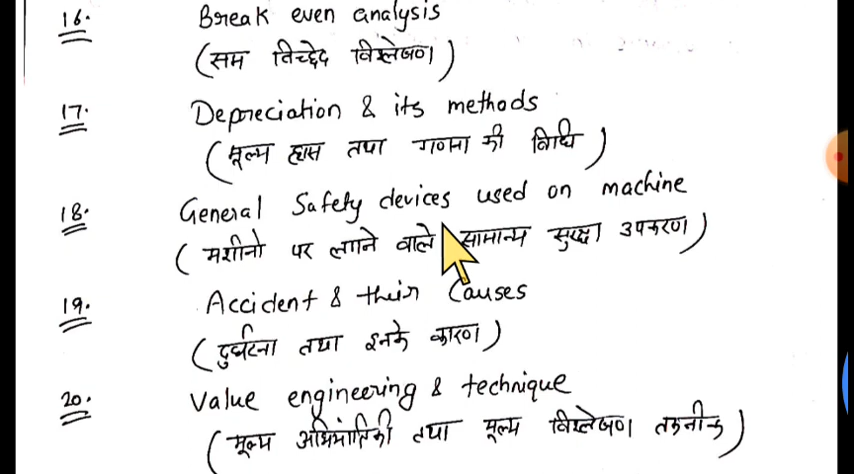 16. Break even analysis
(सम विच्छेद विश्लेषण)
17. Depreciation & its methods
(मूल्य ह्रास तथा गणना की विधि)
18. General Safety devices used on machine
(मशीनो पर लगने वाले सामान्य सुरक्षा उपकरण)
19. Accident & their Causes
(दुर्घटना तथा इनके कारण)
20. Value engineering & technique
(मूल्य अभियांत्रिकी तथा मूल्य विश्लेषण तकनीक)